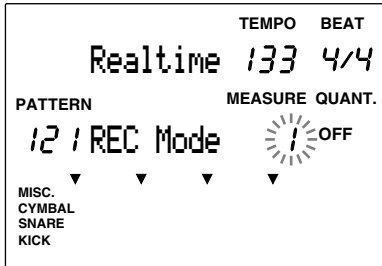 TEMPO BEAT
Realtime 133 4/4
PATTERN MEASURE QUANT.
121 REC Mode 1 OFF
MISC.
CYMBAL
SNARE
KICK